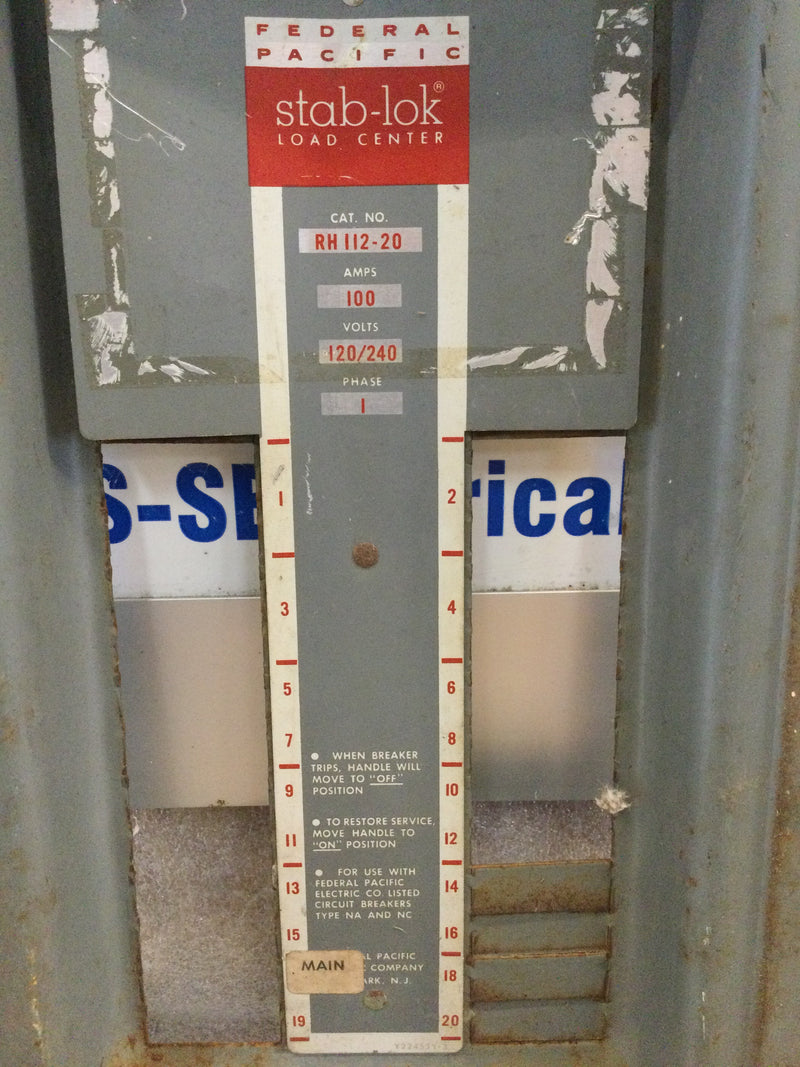 FEDERAL
PACIFIC
stab-lok®
LOAD CENTER
CAT. NO.
RH 112-20
AMPS
100
VOLTS
120/240
PHASE
1
S-SE
rical
1 2
3 4
5 6
7 8
● WHEN BREAKER
TRIPS, HANDLE WILL
MOVE TO "OFF"
POSITION
9 10
● TO RESTORE SERVICE,
MOVE HANDLE TO
"ON" POSITION
11 12
● FOR USE WITH
FEDERAL PACIFIC
ELECTRIC CO. LISTED
CIRCUIT BREAKERS
TYPE NA AND NC
13 14
15 16
AL PACIFIC
C COMPANY
ARK, N.J.
MAIN
18
19 20